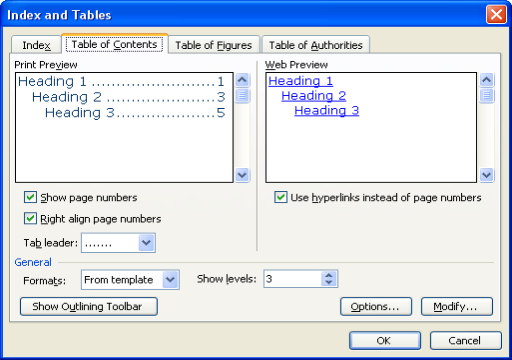 Index and Tables
Index Table of Contents Table of Figures Table of Authorities
Print Preview Web Preview
Heading 1 ........................ 1 Heading 1
Heading 2 .................... 3 Heading 2
Heading 3 ................ 5 Heading 3
Show page numbers Use hyperlinks instead of page numbers
Right align page numbers
Tab leader: .......
General
Formats: From template Show levels: 3
Show Outlining Toolbar Options... Modify...
OK Cancel